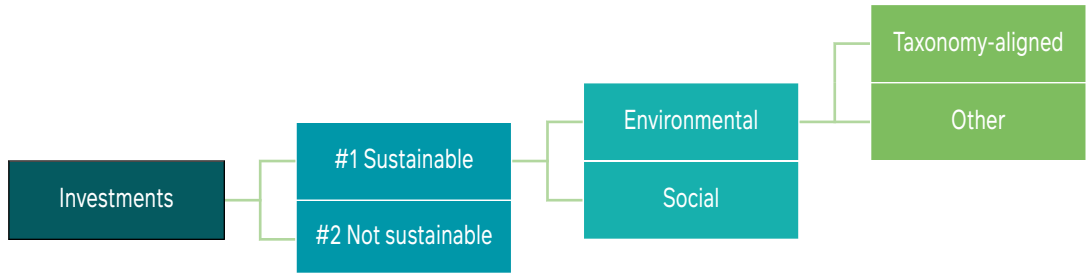 Investments
#1 Sustainable
#2 Not sustainable
Environmental
Social
Taxonomy-aligned
Other